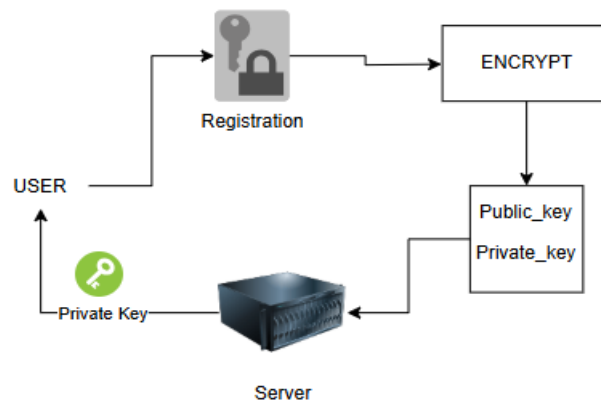 ENCRYPT
Registration
USER
Public_key
Private_key
Private Key
Server